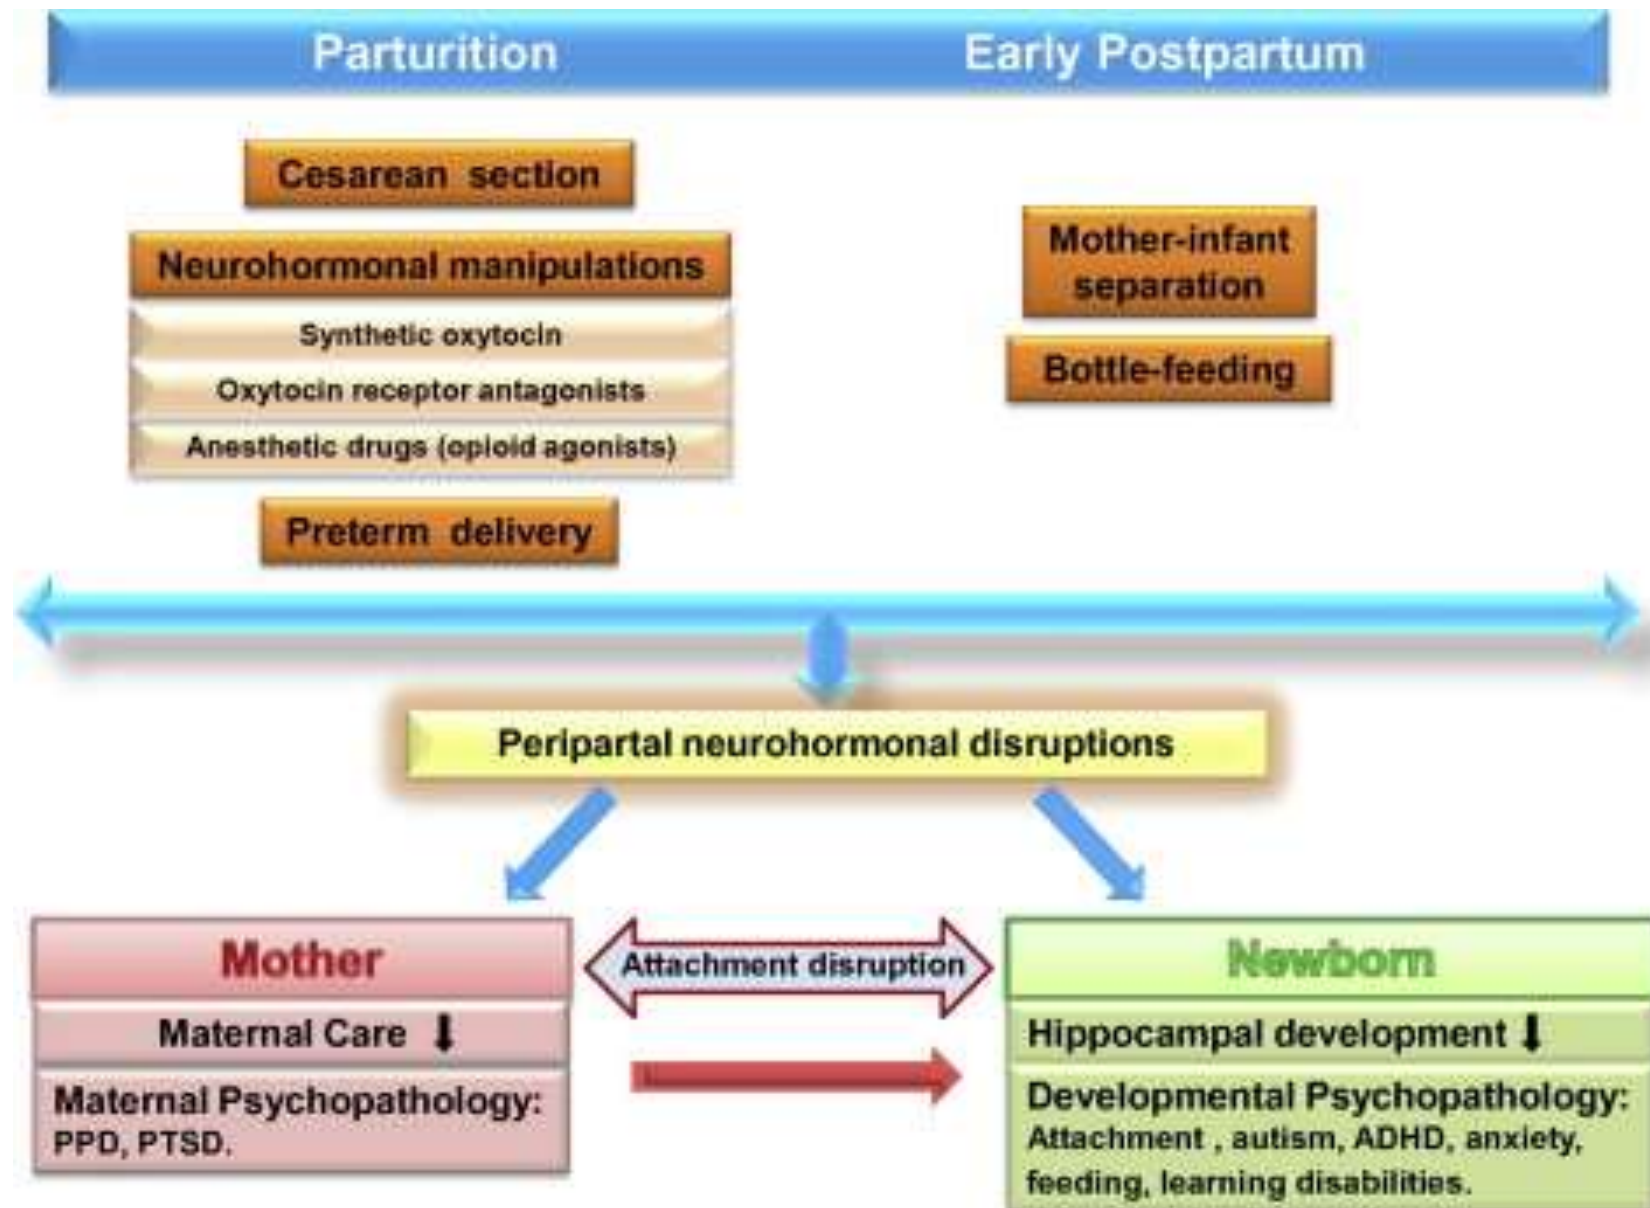 Parturition
Early Postpartum
Cesarean section
Neurohormonal manipulations
Synthetic oxytocin
Oxytocin receptor antagonists
Anesthetic drugs (opioid agonists)
Preterm delivery
Mother-infant
separation
Bottle-feeding
Peripartal neurohormonal disruptions
Mother
Maternal Care ⬇
Maternal Psychopathology:
PPD, PTSD.
Attachment disruption
Newborn
Hippocampal development ⬇
Developmental Psychopathology:
Attachment , autism, ADHD, anxiety,
feeding, learning disabilities.